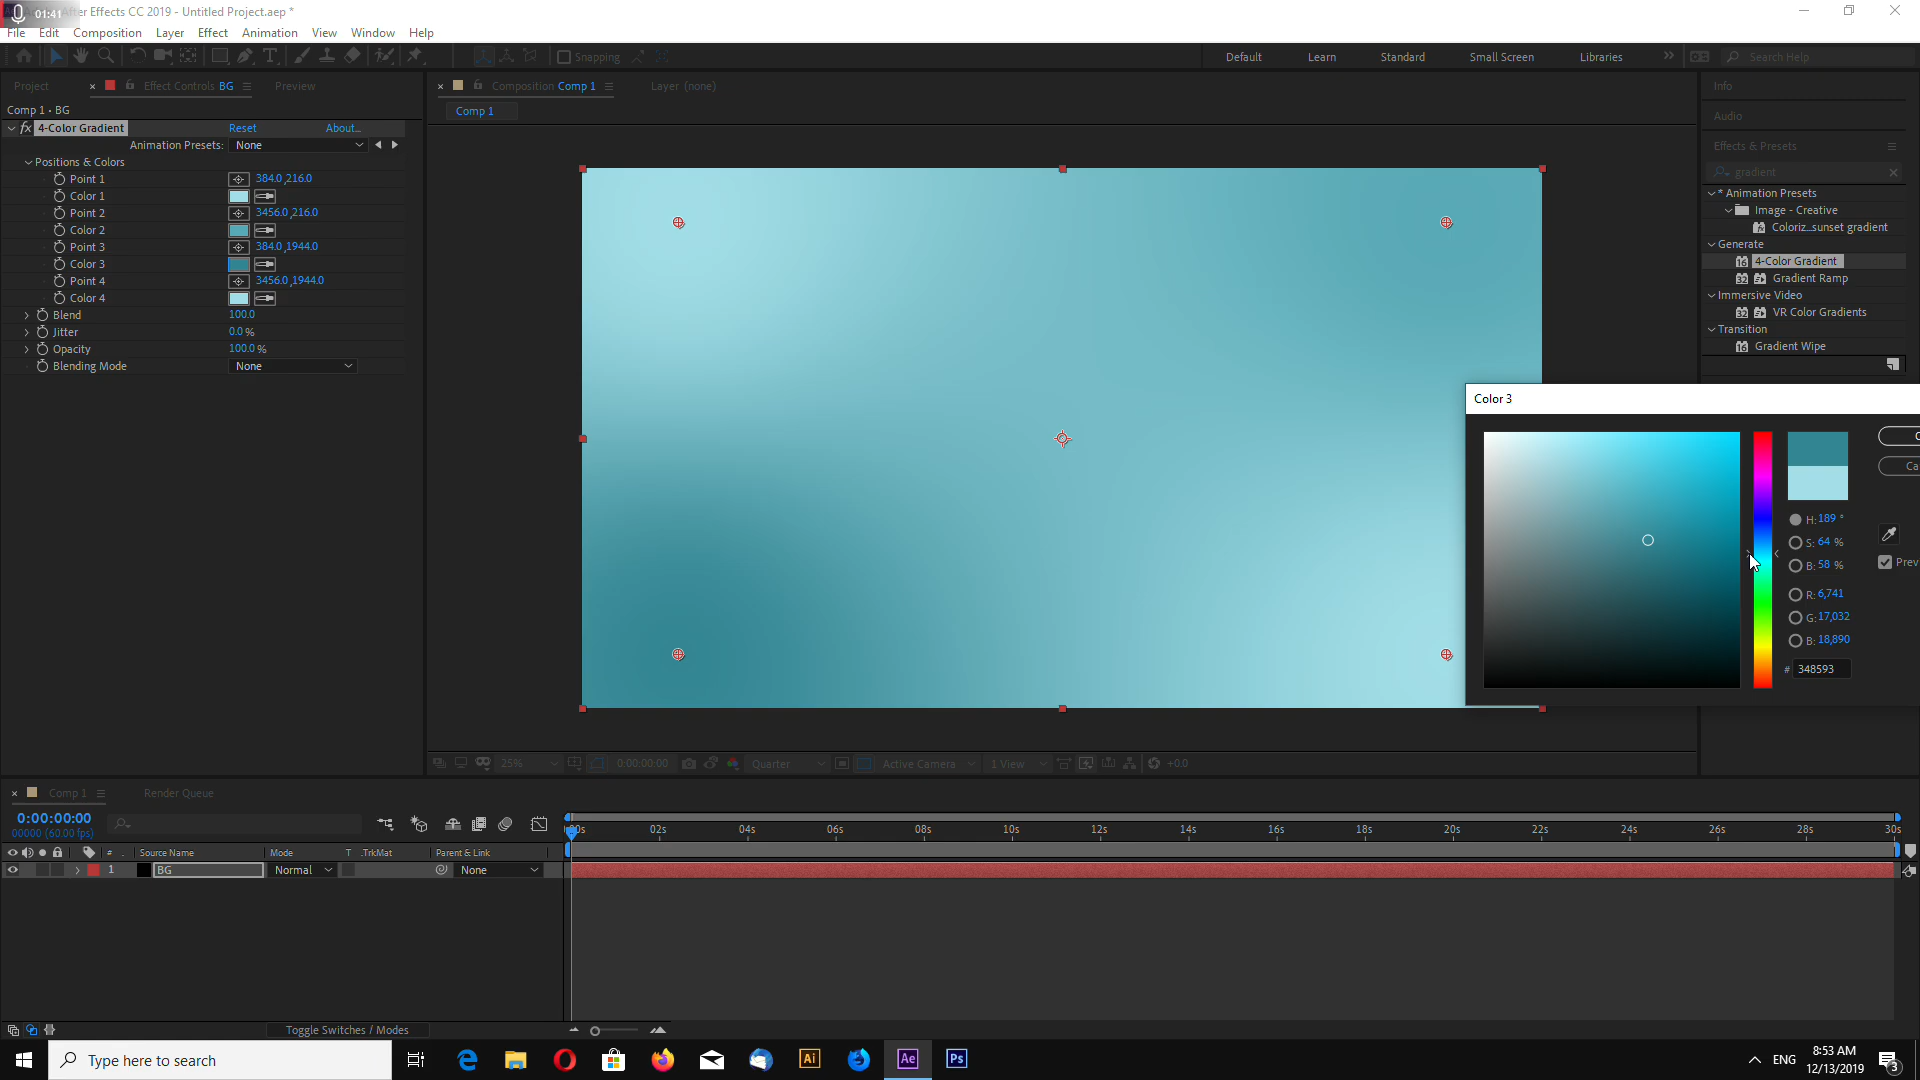 01:41 After Effects CC 2019 - Untitled Project.aep *
File Edit Composition Layer Effect Animation View Window Help
Snapping Default Learn Standard Small Screen Libraries Search Help
Project Effect Controls BG Preview
Composition Comp 1 Layer (none)
Info
Comp 1 • BG
Comp 1
Audio
fx 4-Color Gradient Reset About...
Animation Presets: None
Effects & Presets
Positions & Colors
gradient
Point 1 384.0,216.0
Color 1
Point 2 3456.0,216.0
Color 2
Point 3 384.0,1944.0
Color 3
Point 4 3456.0,1944.0
Color 4
Blend 100.0
Jitter 0.0 %
Opacity 100.0 %
Blending Mode None
* Animation Presets
Image - Creative
Coloriz...sunset gradient
Generate
16 4-Color Gradient
32 Gradient Ramp
Immersive Video
32 VR Color Gradients
Transition
16 Gradient Wipe
Color 3
H: 189 °
S: 64 %
B: 58 %
R: 6,741
G: 17,032
B: 18,890
# 348593
Ca
Prev
25% 0:00:00:00 Quarter Active Camera 1 View +0.0
Comp 1 Render Queue
0:00:00:00
00000 (60.00 fps)
00s 02s 04s 06s 08s 10s 12s 14s 16s 18s 20s 22s 24s 26s 28s 30s
# Source Name Mode T .TrkMat Parent & Link
1 BG Normal None
Toggle Switches / Modes
Type here to search
Ai Ae Ps
ENG 8:53 AM
12/13/2019
3